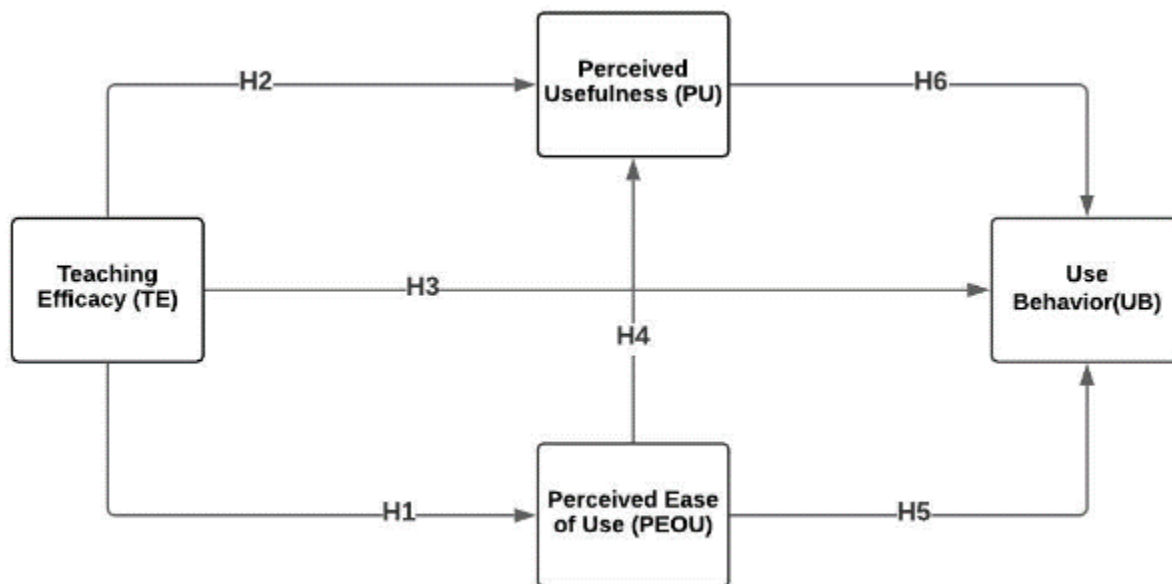 Perceived
Usefulness (PU)
H2
H6
Teaching
Efficacy (TE)
H3
Use
Behavior(UB)
H4
Perceived Ease
of Use (PEOU)
H1
H5